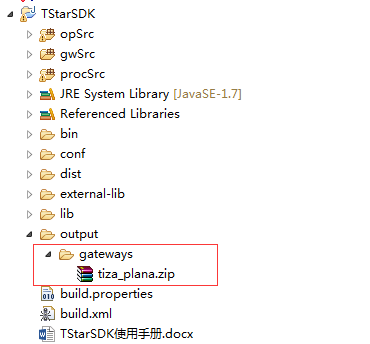 TStarSDK
opSrc
gwSrc
procSrc
JRE System Library [JavaSE-1.7]
Referenced Libraries
bin
conf
dist
external-lib
lib
output
gateways
tiza_plana.zip
build.properties
build.xml
TStarSDK使用手册.docx